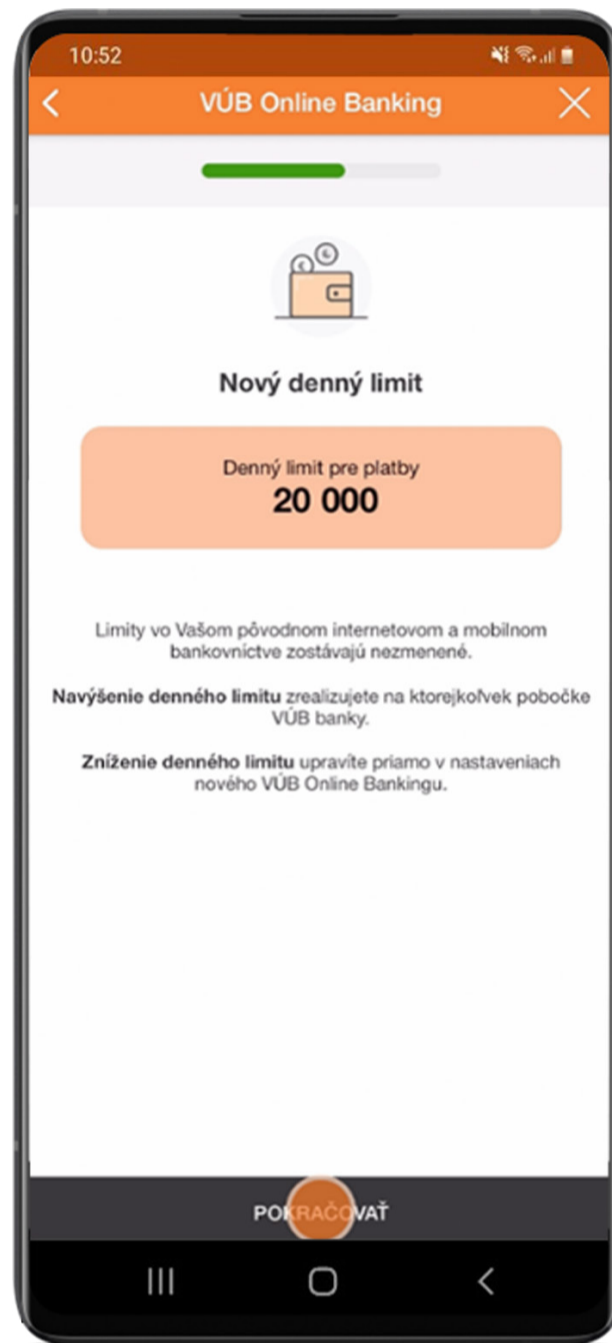 10:52
VÚB Online Banking
Nový denný limit
Denný limit pre platby
20 000
Limity vo Vašom pôvodnom internetovom a mobilnom
bankovníctve zostávajú nezmenené.
Navýšenie denného limitu zrealizujete na ktorejkoľvek pobočke
VÚB banky.
Zníženie denného limitu upravíte priamo v nastaveniach
nového VÚB Online Bankingu.
POKRAČOVAŤ